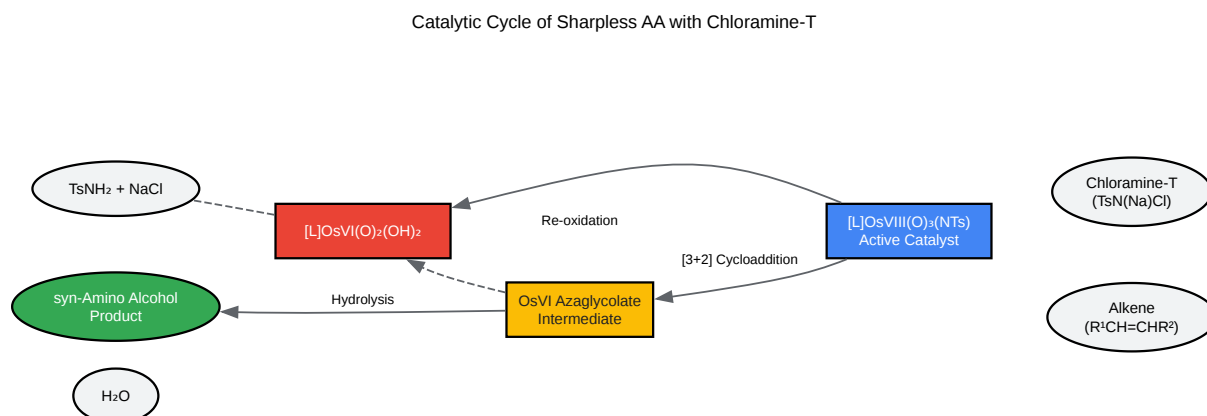 Catalytic Cycle of Sharpless AA with Chloramine-T
TsNH₂ + NaCl
[L]OsVI(O)₂(OH)₂
Re-oxidation
[L]OsVIII(O)₃(NTs)
Active Catalyst
Chloramine-T
(TsN(Na)Cl)
[3+2] Cycloaddition
syn-Amino Alcohol
Product
Hydrolysis
OsVI Azaglycolate
Intermediate
Alkene
(R¹CH=CHR²)
H₂O